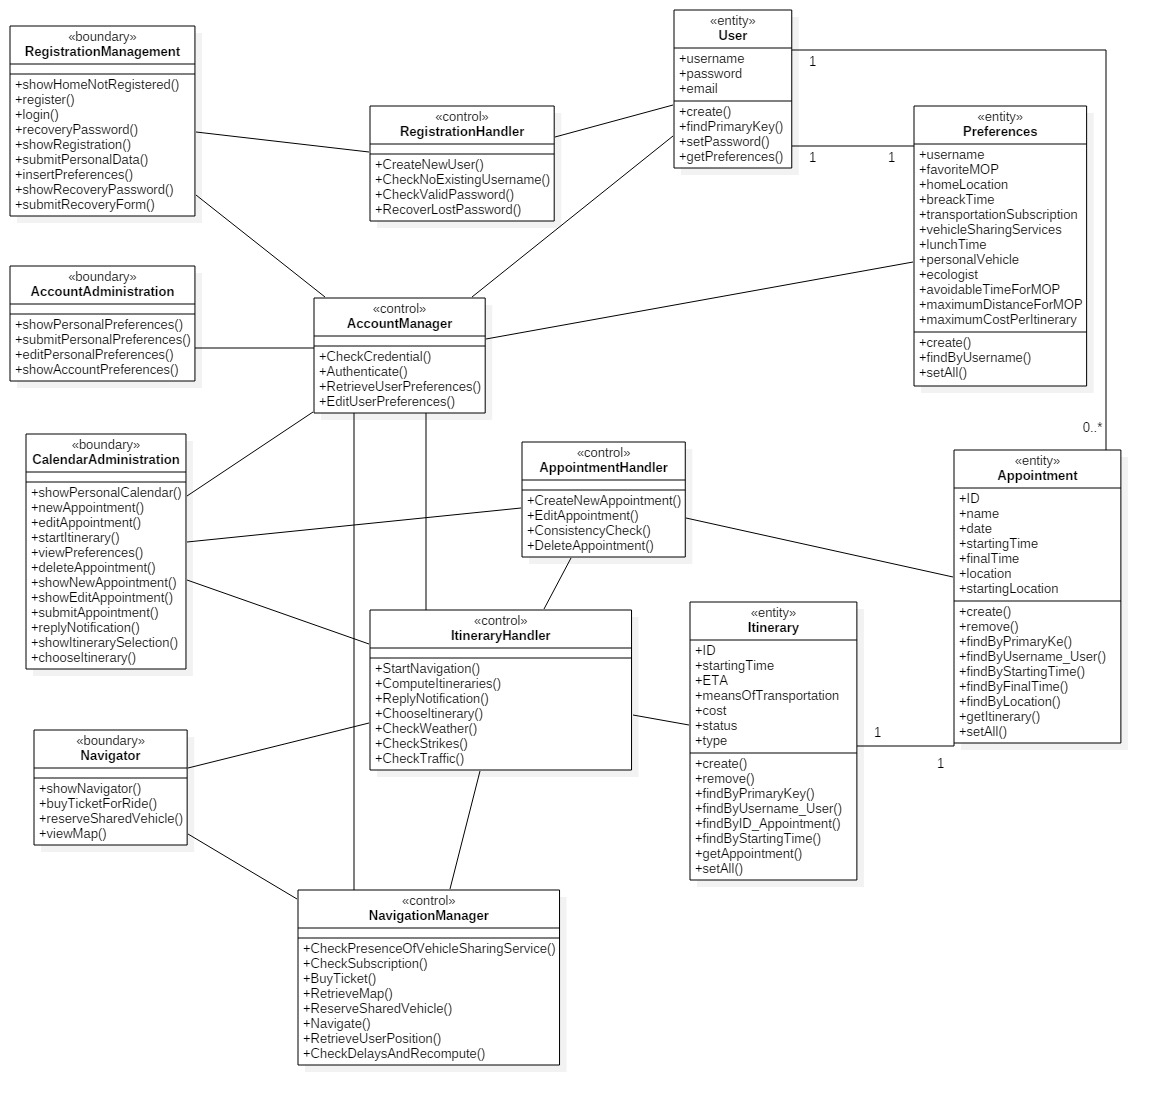 «boundary»
RegistrationManagement
+showHomeNotRegistered()
+register()
+login()
+recoveryPassword()
+showRegistration()
+submitPersonalData()
+insertPreferences()
+showRecoveryPassword()
+submitRecoveryForm()
«control»
RegistrationHandler
+CreateNewUser()
+CheckNoExistingUsername()
+CheckValidPassword()
+RecoverLostPassword()
«entity»
User
+username
+password
+email
+create()
+findPrimaryKey()
+setPassword()
+getPreferences()
1
1
1
«entity»
Preferences
+username
+favoriteMOP
+homeLocation
+breackTime
+transportationSubscription
+vehicleSharingServices
+lunchTime
+personalVehicle
+ecologist
+avoidableTimeForMOP
+maximumDistanceForMOP
+maximumCostPerItinerary
+create()
+findByUsername()
+setAll()
«boundary»
AccountAdministration
+showPersonalPreferences()
+submitPersonalPreferences()
+editPersonalPreferences()
+showAccountPreferences()
«control»
AccountManager
+CheckCredential()
+Authenticate()
+RetrieveUserPreferences()
+EditUserPreferences()
0..*
«boundary»
CalendarAdministration
+showPersonalCalendar()
+newAppointment()
+editAppointment()
+startItinerary()
+viewPreferences()
+deleteAppointment()
+showNewAppointment()
+showEditAppointment()
+submitAppointment()
+replyNotification()
+showItinerarySelection()
+chooseItinerary()
«control»
AppointmentHandler
+CreateNewAppointment()
+EditAppointment()
+ConsistencyCheck()
+DeleteAppointment()
«entity»
Appointment
+ID
+name
+date
+startingTime
+finalTime
+location
+startingLocation
+create()
+remove()
+findByPrimaryKe()
+findByUsername_User()
+findByStartingTime()
+findByFinalTime()
+findByLocation()
+getItinerary()
+setAll()
«control»
ItineraryHandler
+StartNavigation()
+ComputeItineraries()
+ReplyNotification()
+ChooseItinerary()
+CheckWeather()
+CheckStrikes()
+CheckTraffic()
«entity»
Itinerary
+ID
+startingTime
+ETA
+meansOfTransportation
+cost
+status
+type
+create()
+remove()
+findByPrimaryKey()
+findByUsername_User()
+findByID_Appointment()
+findByStartingTime()
+getAppointment()
+setAll()
1
1
«boundary»
Navigator
+showNavigator()
+buyTicketForRide()
+reserveSharedVehicle()
+viewMap()
«control»
NavigationManager
+CheckPresenceOfVehicleSharingService()
+CheckSubscription()
+BuyTicket()
+RetrieveMap()
+ReserveSharedVehicle()
+Navigate()
+RetrieveUserPosition()
+CheckDelaysAndRecompute()